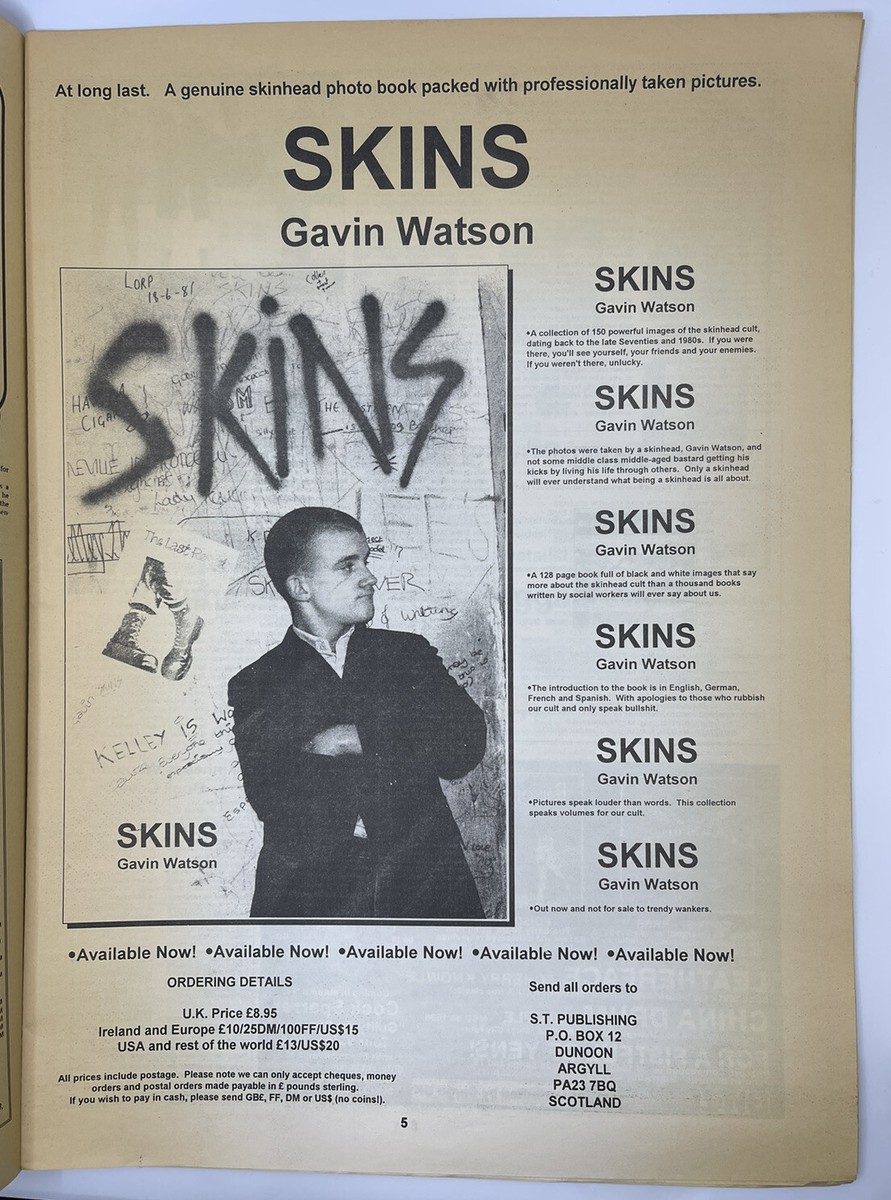 At long last. A genuine skinhead photo book packed with professionally taken pictures.
SKINS
Gavin Watson
LORP
18-6-81
SKiNS
The Last Resort
KELLEY iS
SKINS
Gavin Watson
SKINS
Gavin Watson
•A collection of 150 powerful images of the skinhead cult,
dating back to the late Seventies and 1980s. If you were
there, you'll see yourself, your friends and your enemies.
If you weren't there, unlucky.
SKINS
Gavin Watson
•The photos were taken by a skinhead, Gavin Watson, and
not some middle class middle-aged bastard getting his
kicks by living his life through others. Only a skinhead
will ever understand what being a skinhead is all about.
SKINS
Gavin Watson
•A 128 page book full of black and white images that say
more about the skinhead cult than a thousand books
written by social workers will ever say about us.
SKINS
Gavin Watson
•The introduction to the book is in English, German,
French and Spanish. With apologies to those who rubbish
our cult and only speak bullshit.
SKINS
Gavin Watson
•Pictures speak louder than words. This collection
speaks volumes for our cult.
SKINS
Gavin Watson
•Out now and not for sale to trendy wankers.
•Available Now! •Available Now! •Available Now! •Available Now! •Available Now!
ORDERING DETAILS
U.K. Price £8.95
Ireland and Europe £10/25DM/100FF/US$15
USA and rest of the world £13/US$20
All prices include postage. Please note we can only accept cheques, money
orders and postal orders made payable in £ pounds sterling.
If you wish to pay in cash, please send GB£, FF, DM or US$ (no coins!).
Send all orders to
S.T. PUBLISHING
P.O. BOX 12
DUNOON
ARGYLL
PA23 7BQ
SCOTLAND
5